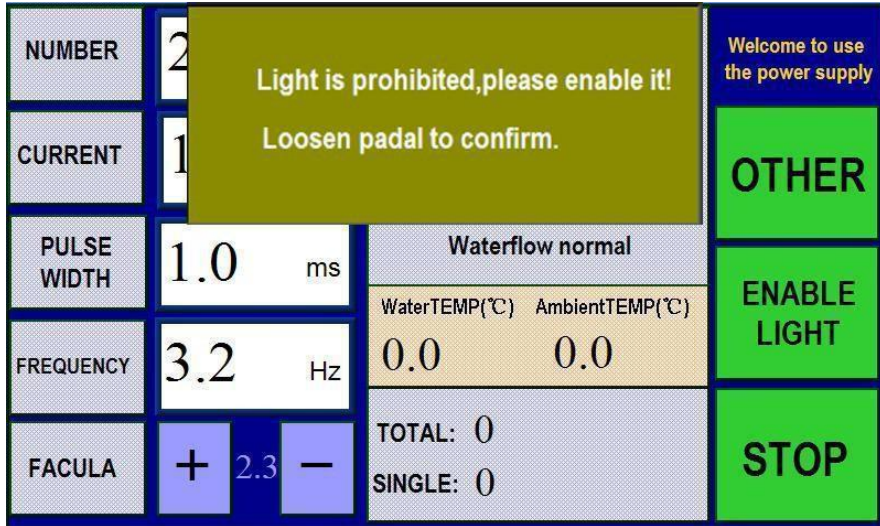 NUMBER
2
Light is prohibited,please enable it!
Loosen padal to confirm.
Welcome to use
the power supply
CURRENT
1
OTHER
PULSE
WIDTH
1.0 ms
Waterflow normal
WaterTEMP(℃) AmbientTEMP(℃)
0.0 0.0
ENABLE
LIGHT
FREQUENCY
3.2 Hz
FACULA
+ 2.3 −
TOTAL: 0
SINGLE: 0
STOP